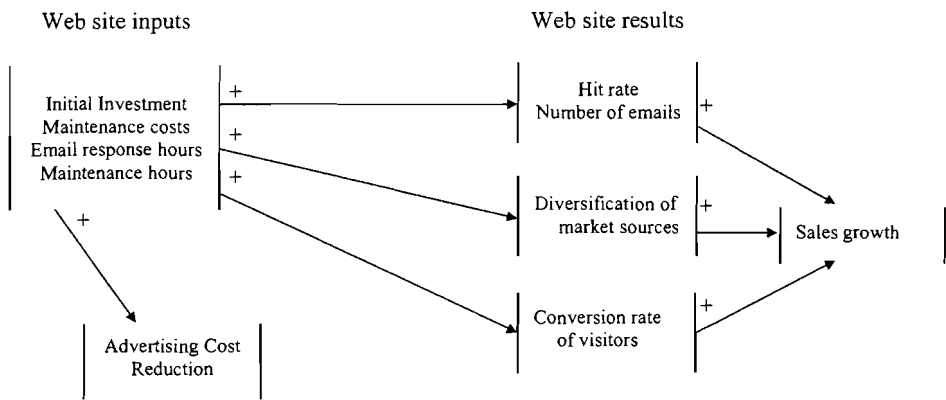 Web site inputs
Web site results
Initial Investment
Maintenance costs
Email response hours
Maintenance hours
+
+
+
+
Hit rate
Number of emails
+
Diversification of
market sources
+
Conversion rate
of visitors
+
Sales growth
Advertising Cost
Reduction